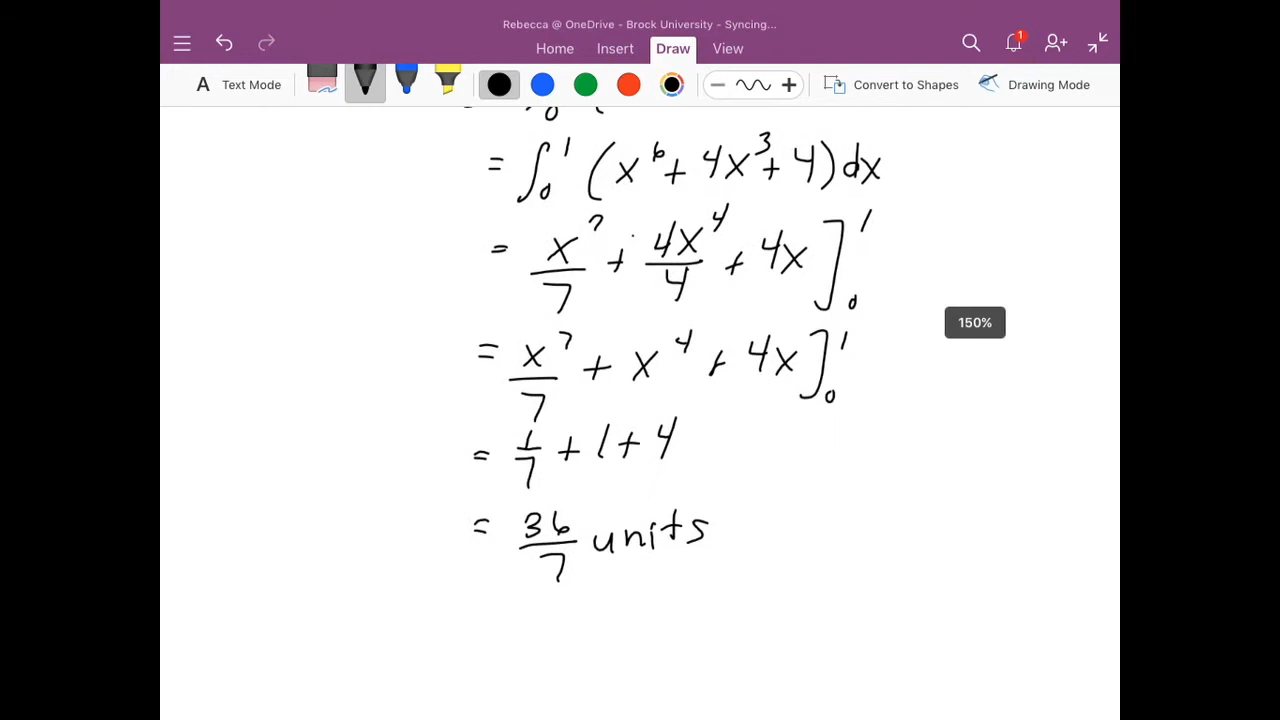 Rebecca @ OneDrive - Brock University - Syncing...
Home Insert Draw View 1
A Text Mode Convert to Shapes Drawing Mode
= ∫₀¹ (x⁶ + 4x³ + 4) dx
= x⁷/7 + 4x⁴/4 + 4x ]₀¹
150%
= x⁷/7 + x⁴ + 4x ]₀¹
= 1/7 + 1 + 4
= 36/7 units